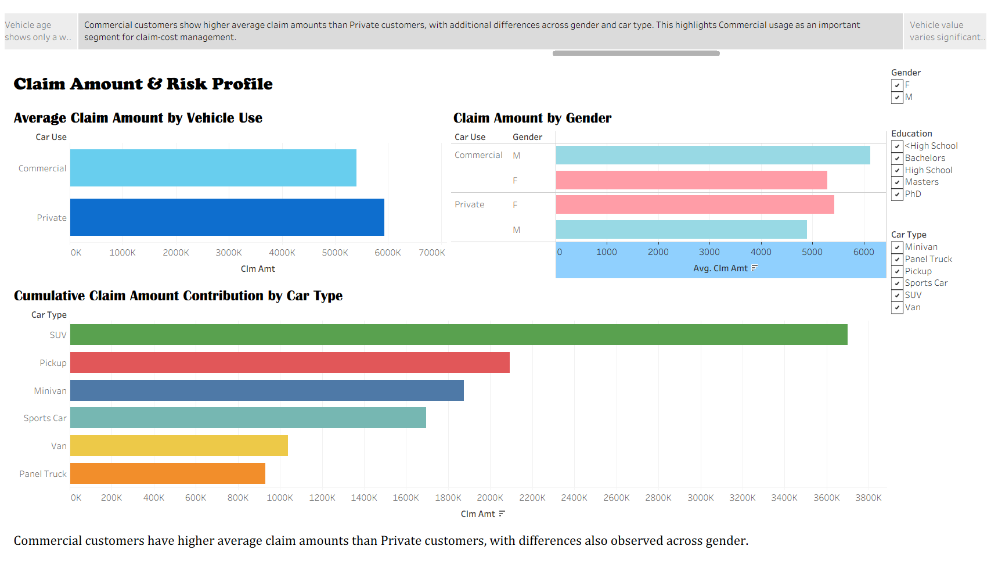 Vehicle age
shows only a w..
Commercial customers show higher average claim amounts than Private customers, with additional differences across gender and car type. This highlights Commercial usage as an important
segment for claim-cost management.
Vehicle value
varies significant..
Claim Amount & Risk Profile
Average Claim Amount by Vehicle Use
Car Use
Commercial
Private
0K 1000K 2000K 3000K 4000K 5000K 6000K 7000K
Clm Amt
Claim Amount by Gender
Car Use Gender
Commercial M
F
Private F
M
0 1000 2000 3000 4000 5000 6000
Avg. Clm Amt
Gender
F
M
Education
<High School
Bachelors
High School
Masters
PhD
Car Type
Minivan
Panel Truck
Pickup
Sports Car
SUV
Van
Cumulative Claim Amount Contribution by Car Type
Car Type
SUV
Pickup
Minivan
Sports Car
Van
Panel Truck
0K 200K 400K 600K 800K 1000K 1200K 1400K 1600K 1800K 2000K 2200K 2400K 2600K 2800K 3000K 3200K 3400K 3600K 3800K
Clm Amt
Commercial customers have higher average claim amounts than Private customers, with differences also observed across gender.